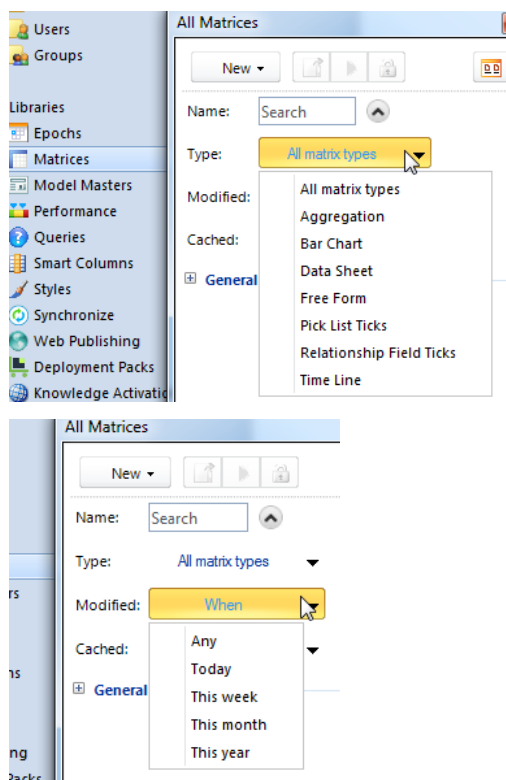 Users
Groups
Libraries
Epochs
Matrices
Model Masters
Performance
Queries
Smart Columns
Styles
Synchronize
Web Publishing
Deployment Packs
Knowledge
All Matrices
New
Name: Search
Type: All matrix types
Modified:
Cached:
General
All matrix types
Aggregation
Bar Chart
Data Sheet
Free Form
Pick List Ticks
Relationship Field Ticks
Time Line
All Matrices
New
Name: Search
Type: All matrix types
Modified: When
Cached:
General
Any
Today
This week
This month
This year